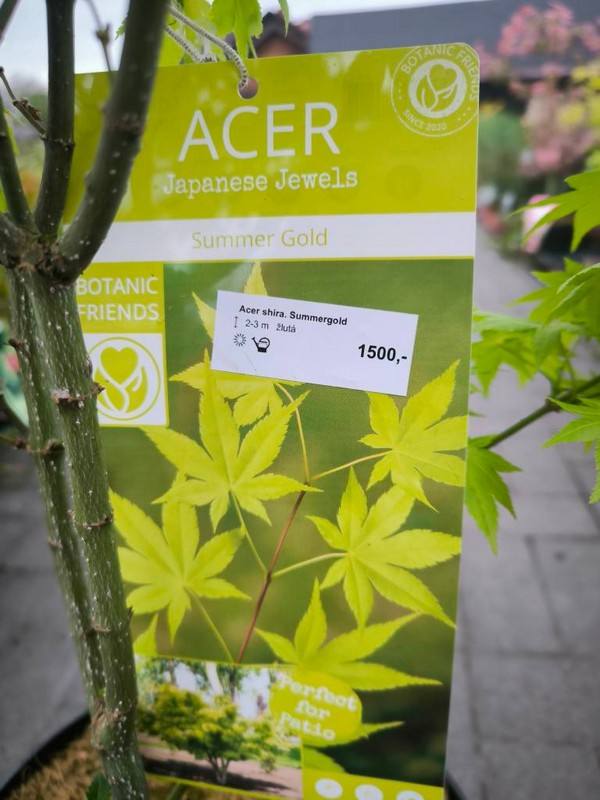 BOTANIC FRIENDS
SINCE 2020
ACER
Japanese Jewels
Summer Gold
BOTANIC
FRIENDS
Acer shira. Summergold
2-3 m žlutá
1500,-
Perfect
for
Patio